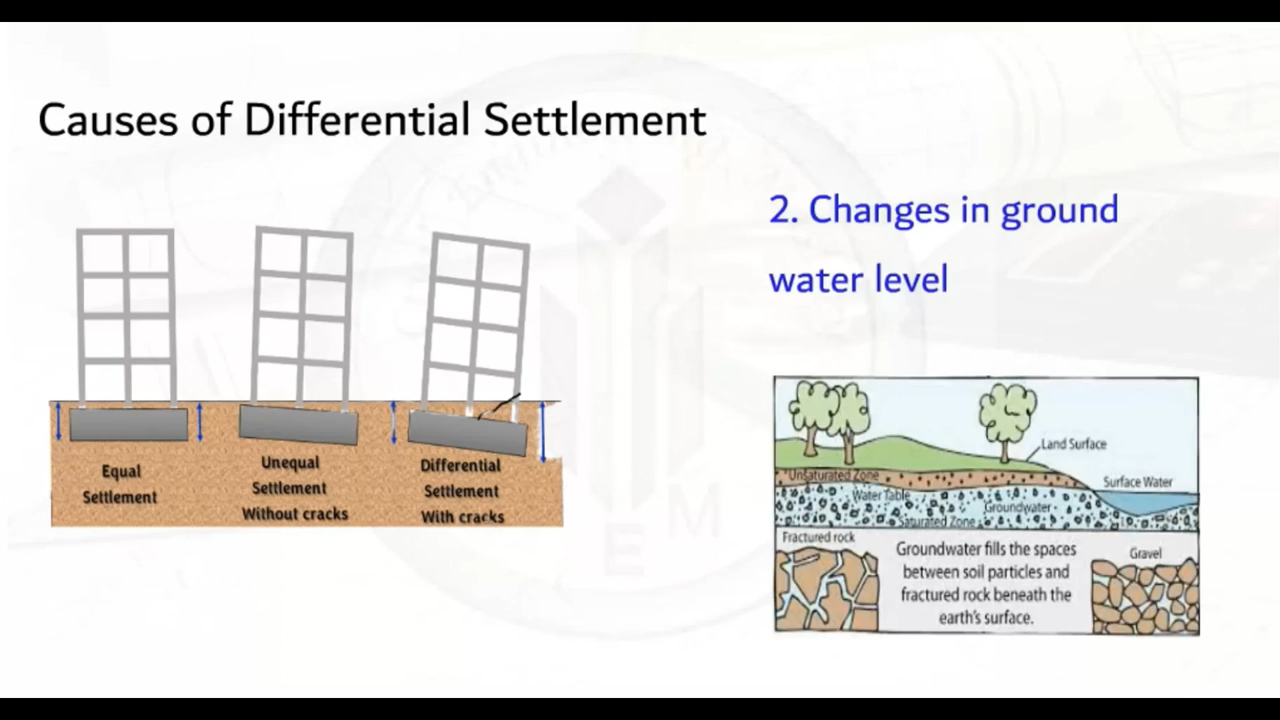 Causes of Differential Settlement
2. Changes in ground
water level
Equal
Settlement
Unequal
Settlement
Without cracks
Differential
Settlement
With cracks
Land Surface
Unsaturated Zone
Surface Water
Water Table
Groundwater
Saturated Zone
Fractured rock
Groundwater fills the spaces
between soil particles and
fractured rock beneath the
earth's surface.
Gravel
E M